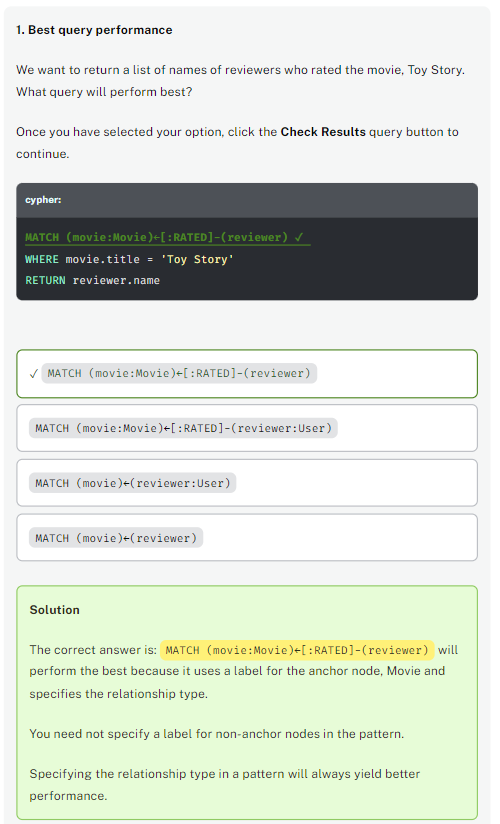 1. Best query performance
We want to return a list of names of reviewers who rated the movie, Toy Story.
What query will perform best?
Once you have selected your option, click the Check Results query button to
continue.
cypher:
MATCH (movie:Movie)←[:RATED]-(reviewer) ✓
WHERE movie.title = 'Toy Story'
RETURN reviewer.name
✓ MATCH (movie:Movie)←[:RATED]-(reviewer)
MATCH (movie:Movie)←[:RATED]-(reviewer:User)
MATCH (movie)←(reviewer:User)
MATCH (movie)←(reviewer)
Solution
The correct answer is: MATCH (movie:Movie)←[:RATED]-(reviewer) will
perform the best because it uses a label for the anchor node, Movie and
specifies the relationship type.
You need not specify a label for non-anchor nodes in the pattern.
Specifying the relationship type in a pattern will always yield better
performance.